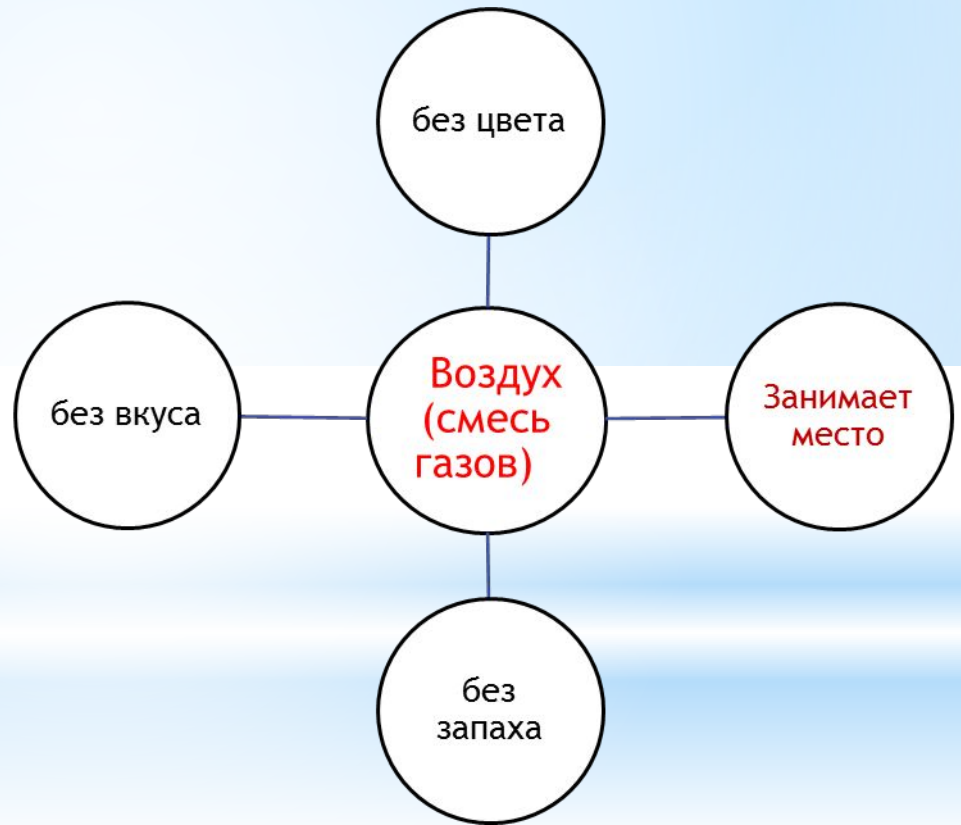 без цвета
без вкуса
Воздух
(смесь
газов)
Занимает
место
без
запаха